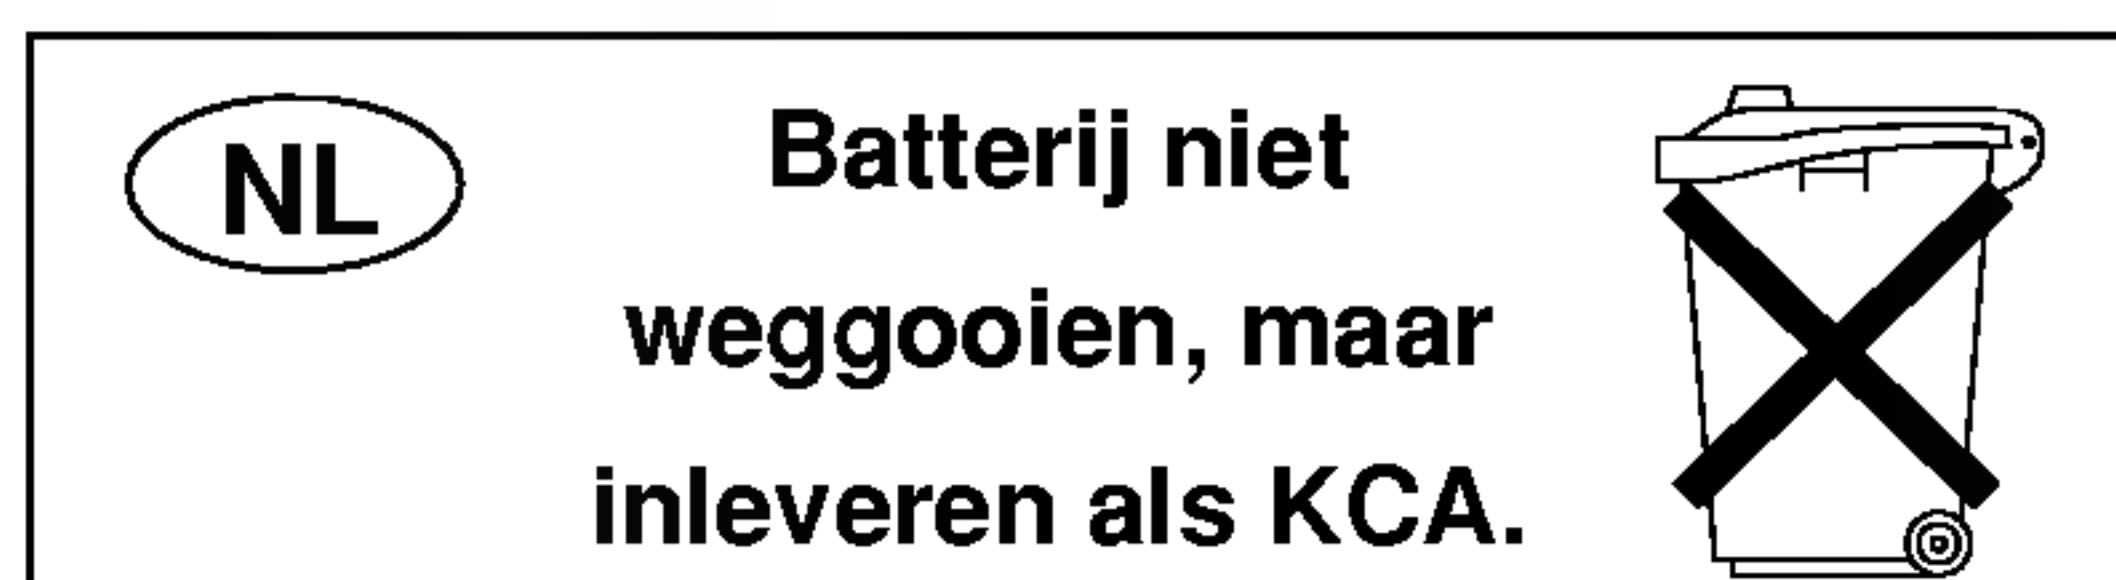 NL
Batterij niet
weggooien, maar
inleveren als KCA.